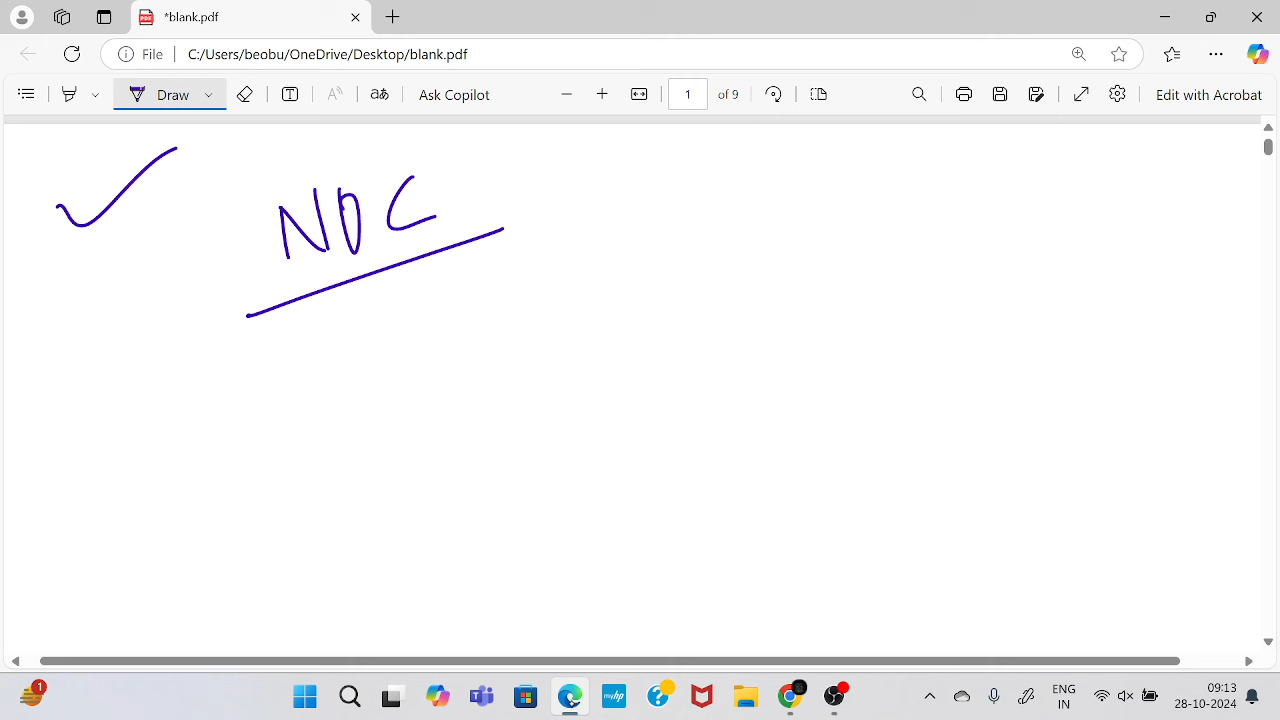 *blank.pdf
File C:/Users/beobu/OneDrive/Desktop/blank.pdf
Draw Ask Copilot 1 of 9 Edit with Acrobat
NOC
1 ENG 09:13
IN 28-10-2024